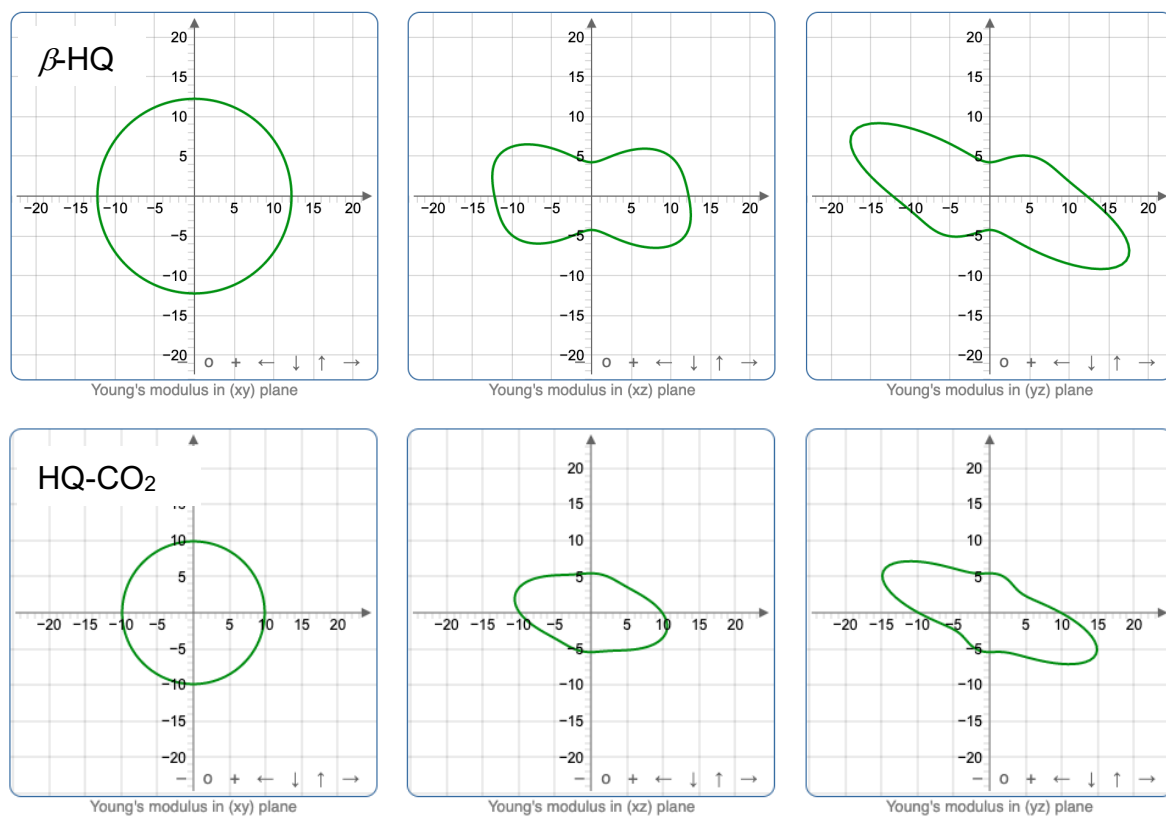 β-HQ
20
15
10
5
−5
−10
−15
−20
−20 −15 −10 −5 5 10 15 20
− o + ← ↓ ↑ →
Young's modulus in (xy) plane
20
15
10
5
−5
−10
−15
−20
−20 −15 −10 −5 5 10 15 20
− o + ← ↓ ↑ →
Young's modulus in (xz) plane
20
15
10
5
−5
−10
−15
−20
−20 −15 −10 −5 5 10 15 20
− o + ← ↓ ↑ →
Young's modulus in (yz) plane
HQ-CO₂
15
10
5
−5
−10
−15
−20
−20 −15 −10 −5 5 10 15 20
− o + ← ↓ ↑ →
Young's modulus in (xy) plane
20
15
10
5
−5
−10
−15
−20
−20 −15 −10 −5 5 10 15 20
− o + ← ↓ ↑ →
Young's modulus in (xz) plane
20
15
10
5
−5
−10
−15
−20
−20 −15 −10 −5 5 10 15 20
− o + ← ↓ ↑ →
Young's modulus in (yz) plane